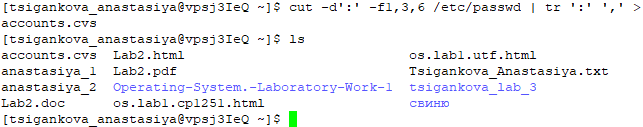 [tsigankova_anastasiya@vpsj3IeQ ~]$ cut -d':' -f1,3,6 /etc/passwd | tr ':' ',' >
accounts.cvs
[tsigankova_anastasiya@vpsj3IeQ ~]$ ls
accounts.cvs  Lab2.html                             os.lab1.utf.html
anastasiya_1  Lab2.pdf                              Tsigankova_Anastasiya.txt
anastasiya_2  Operating-System.-Laboratory-Work-1  tsigankova_lab_3
Lab2.doc      os.lab1.cp1251.html                   свиню
[tsigankova_anastasiya@vpsj3IeQ ~]$